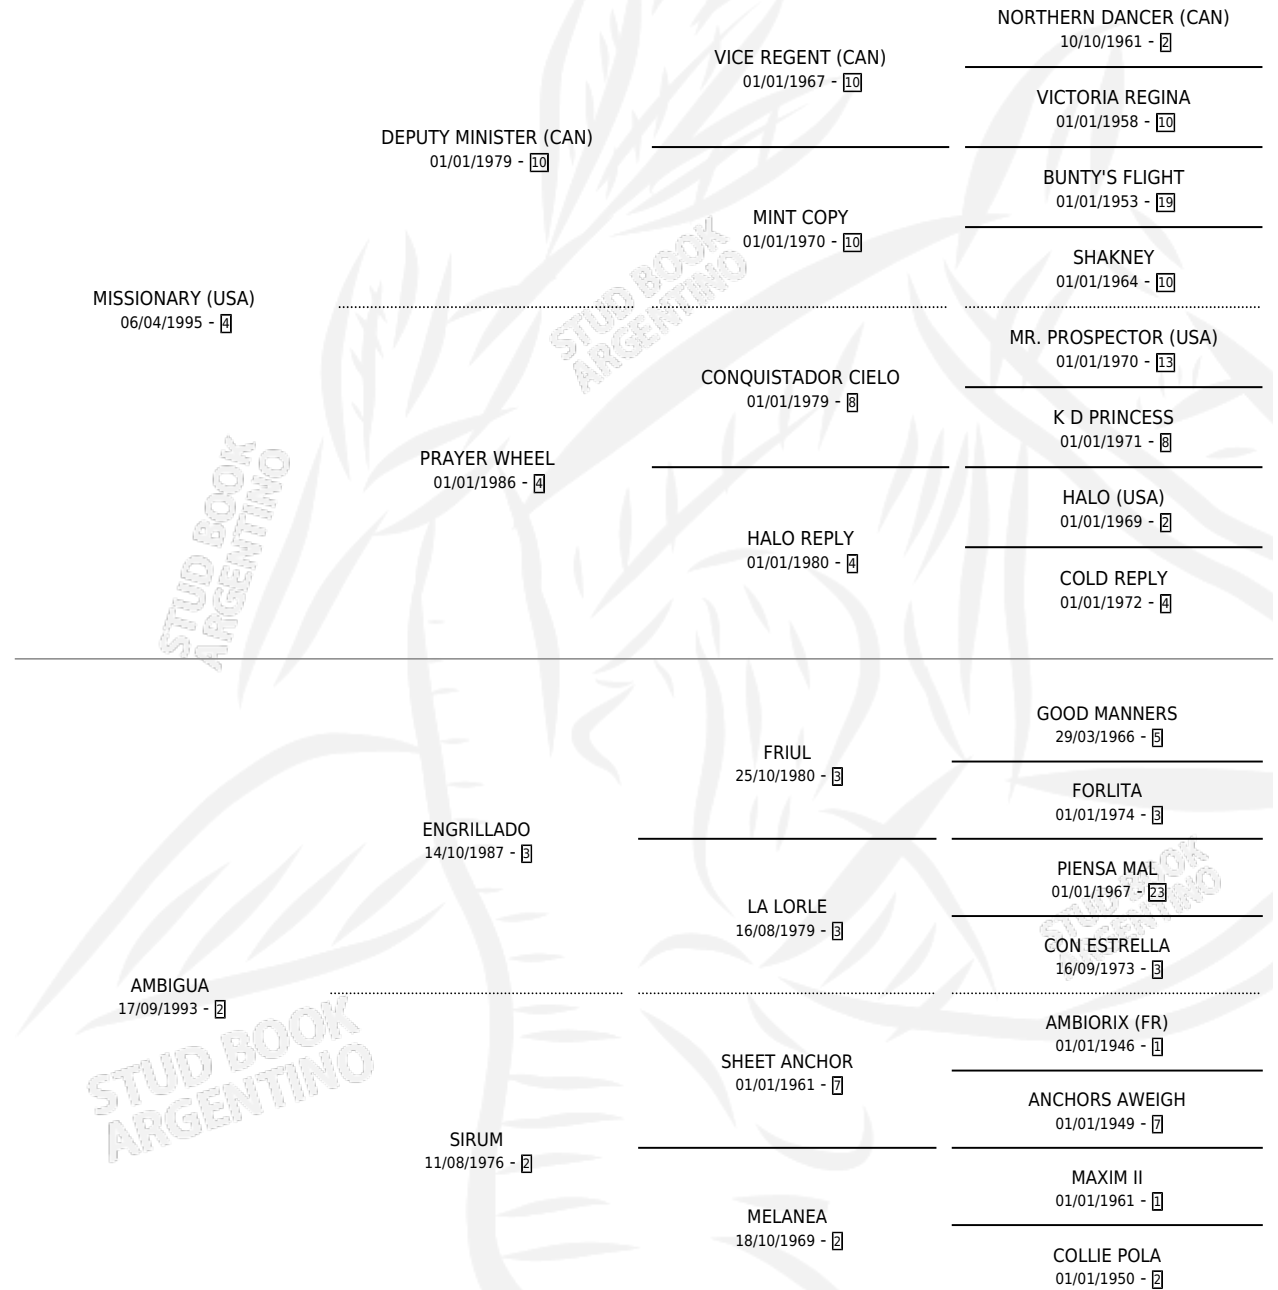 NORTHERN DANCER (CAN)
10/10/1961 - 2
VICE REGENT (CAN)
01/01/1967 - 10
VICTORIA REGINA
01/01/1958 - 10
DEPUTY MINISTER (CAN)
01/01/1979 - 10
BUNTY'S FLIGHT
01/01/1953 - 19
MINT COPY
01/01/1970 - 10
SHAKNEY
01/01/1964 - 10
MISSIONARY (USA)
06/04/1995 - 4
MR. PROSPECTOR (USA)
01/01/1970 - 13
CONQUISTADOR CIELO
01/01/1979 - 8
K D PRINCESS
01/01/1971 - 8
PRAYER WHEEL
01/01/1986 - 4
HALO (USA)
01/01/1969 - 2
HALO REPLY
01/01/1980 - 4
COLD REPLY
01/01/1972 - 4
GOOD MANNERS
29/03/1966 - 5
FRIUL
25/10/1980 - 3
FORLITA
01/01/1974 - 3
ENGRILLADO
14/10/1987 - 3
PIENSA MAL
01/01/1967 - 23
LA LORLE
16/08/1979 - 3
CON ESTRELLA
16/09/1973 - 3
AMBIGUA
17/09/1993 - 2
AMBIORIX (FR)
01/01/1946 - 1
SHEET ANCHOR
01/01/1961 - 7
ANCHORS AWEIGH
01/01/1949 - 7
SIRUM
11/08/1976 - 2
MAXIM II
01/01/1961 - 1
MELANEA
18/10/1969 - 2
COLLIE POLA
01/01/1950 - 2
STUD BOOK
ARGENTINO
STUD BOOK
ARGENTINO
STUD BOOK
ARGENTINO
STUD BOOK
ARGENTINO